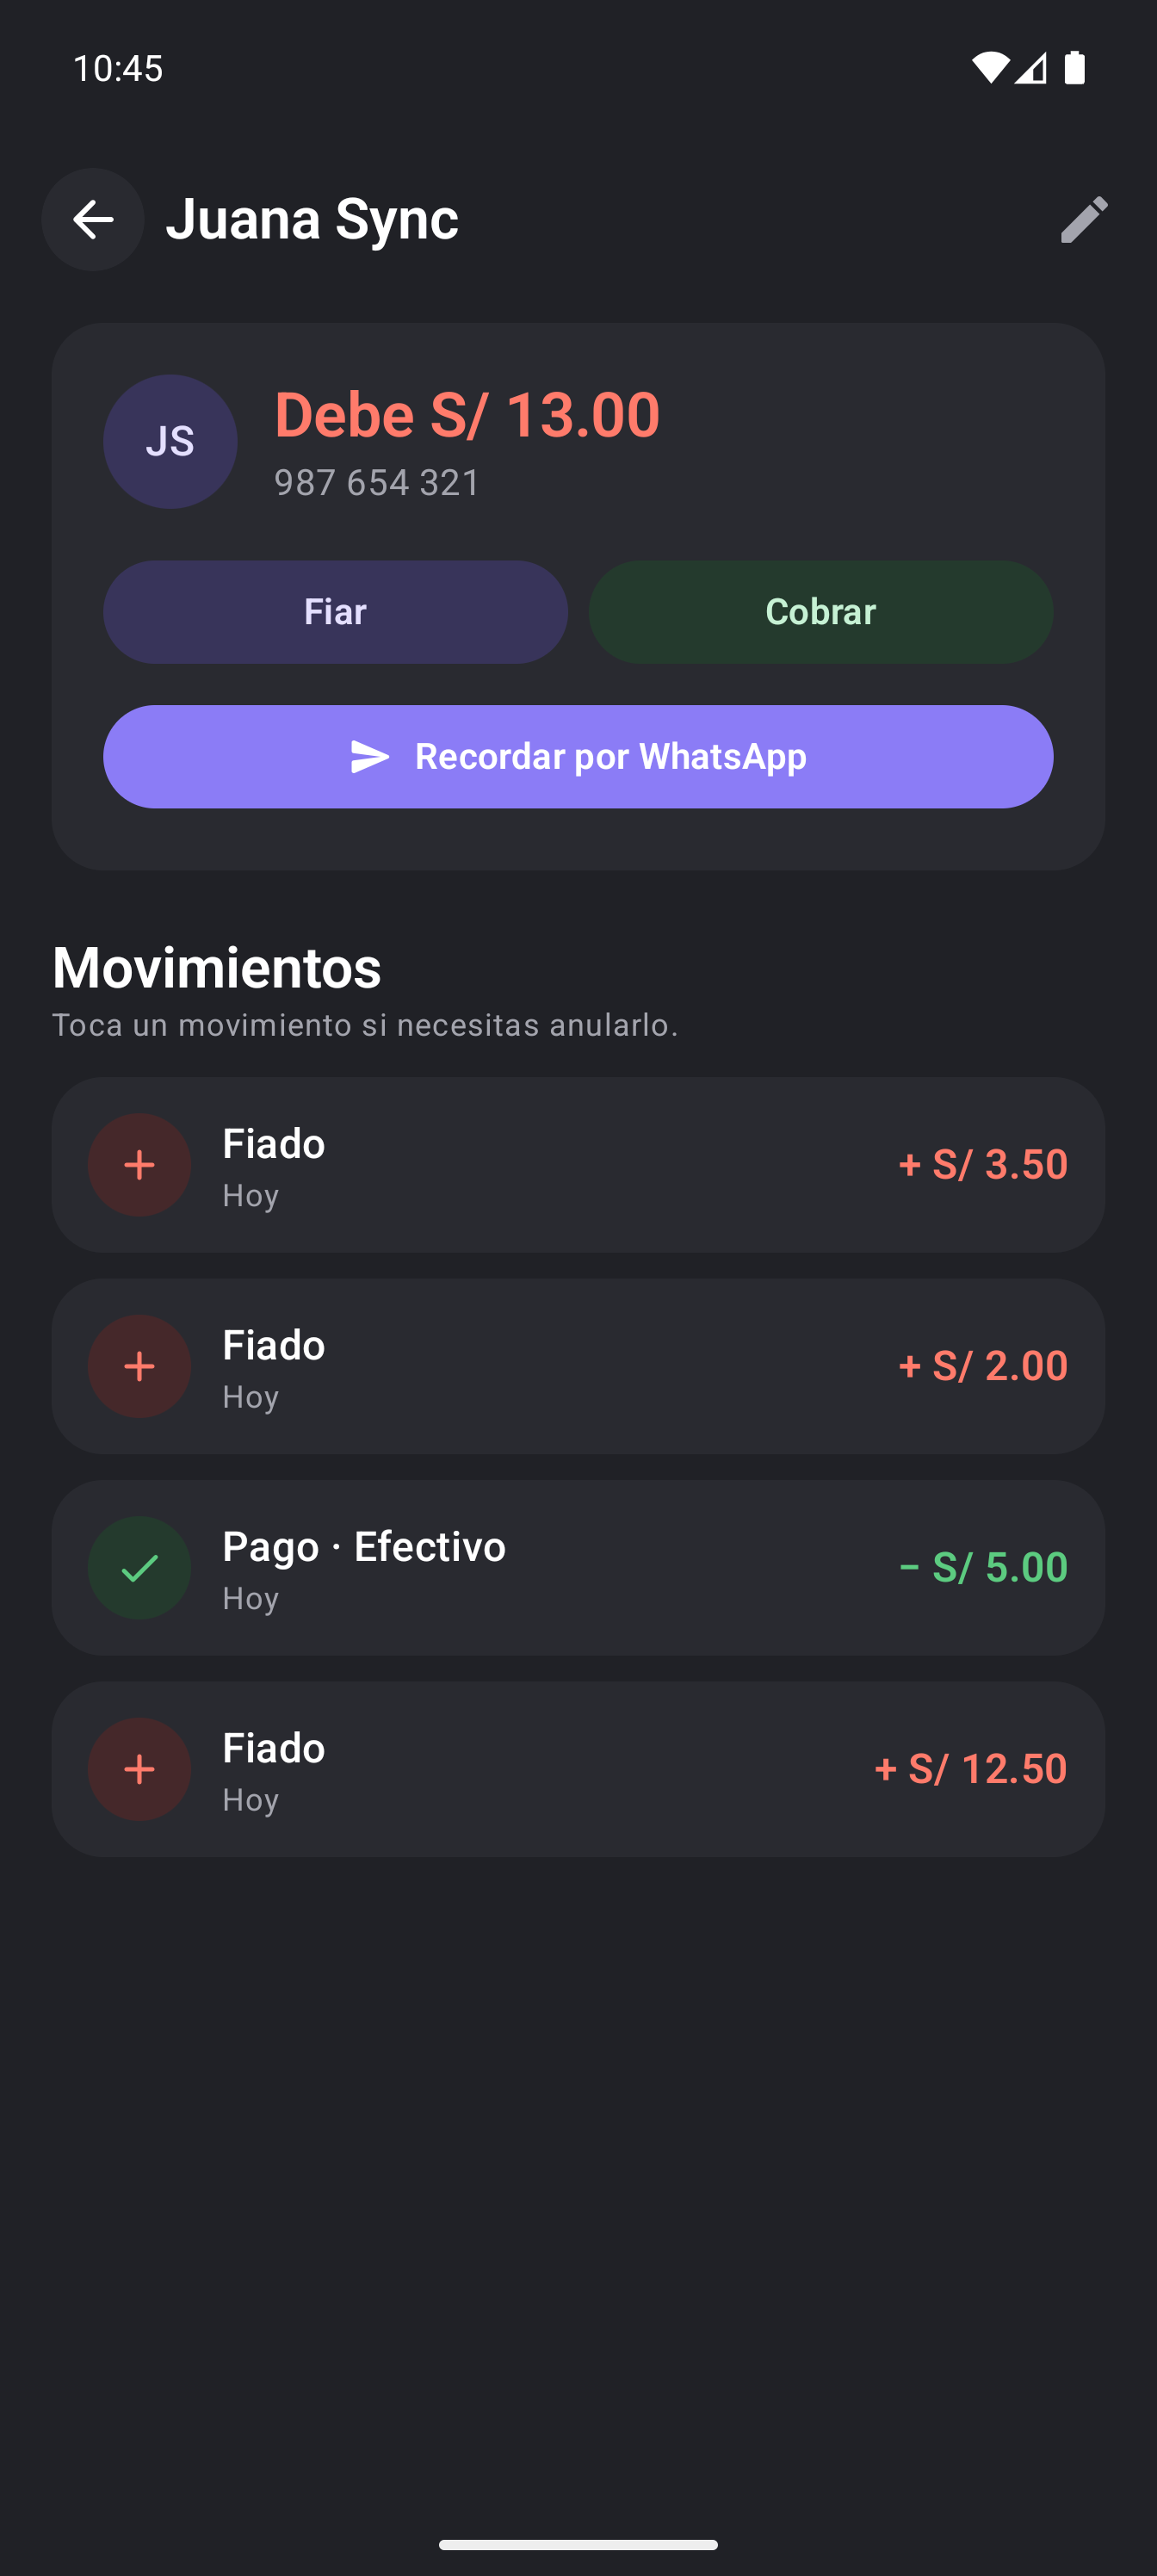 10:45
Juana Sync
JS
Debe S/ 13.00
987 654 321
Fiar
Cobrar
Recordar por WhatsApp
Movimientos
Toca un movimiento si necesitas anularlo.
Fiado
Hoy
+ S/ 3.50
Fiado
Hoy
+ S/ 2.00
Pago · Efectivo
Hoy
− S/ 5.00
Fiado
Hoy
+ S/ 12.50